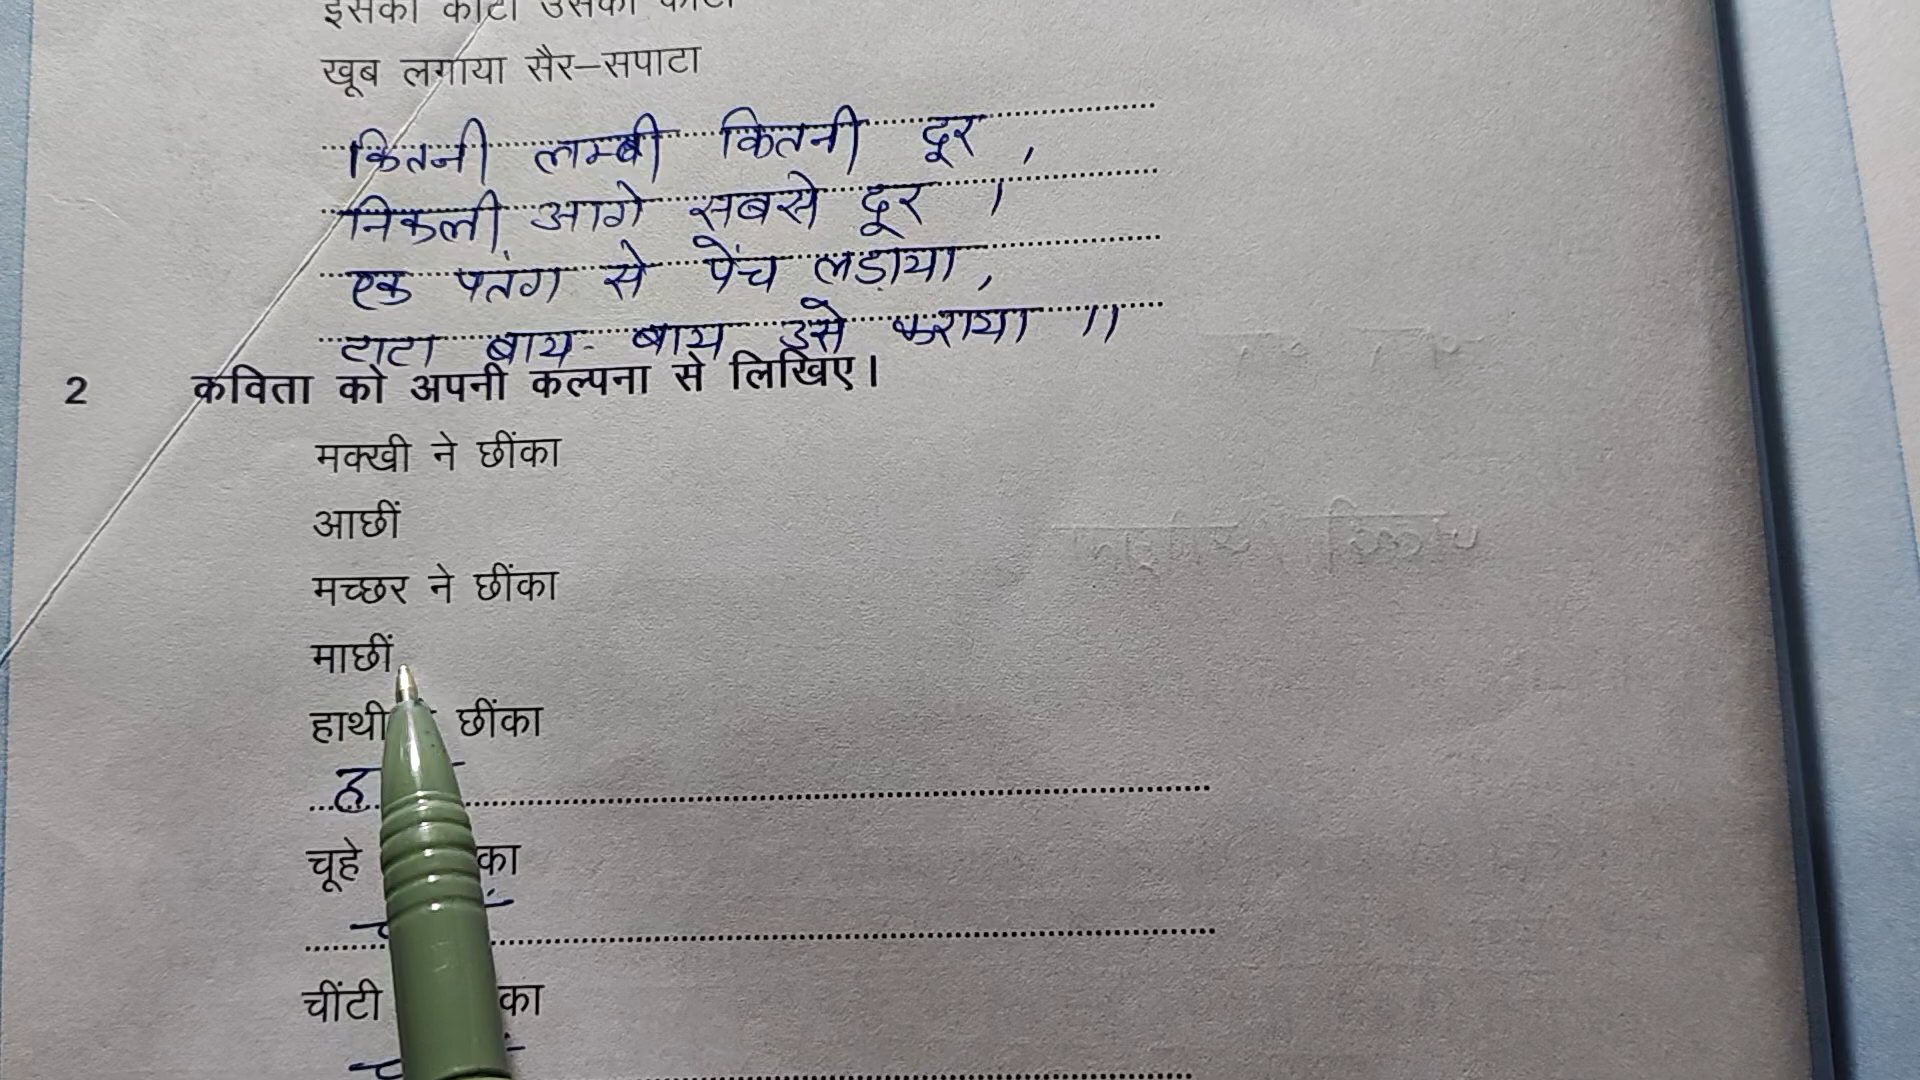 खूब लगाया सैर–सपाटा
कितनी लम्बी कितनी दूर ,
निकली आगे सबसे दूर ।
एक पतंग से पेंच लड़ाया ,
टाटा बाय- बाय उसे कराया ।।
2 कविता को अपनी कल्पना से लिखिए।
मक्खी ने छींका
आछीं
मच्छर ने छींका
माछीं
हाथी छींका
चूहे
चींटी